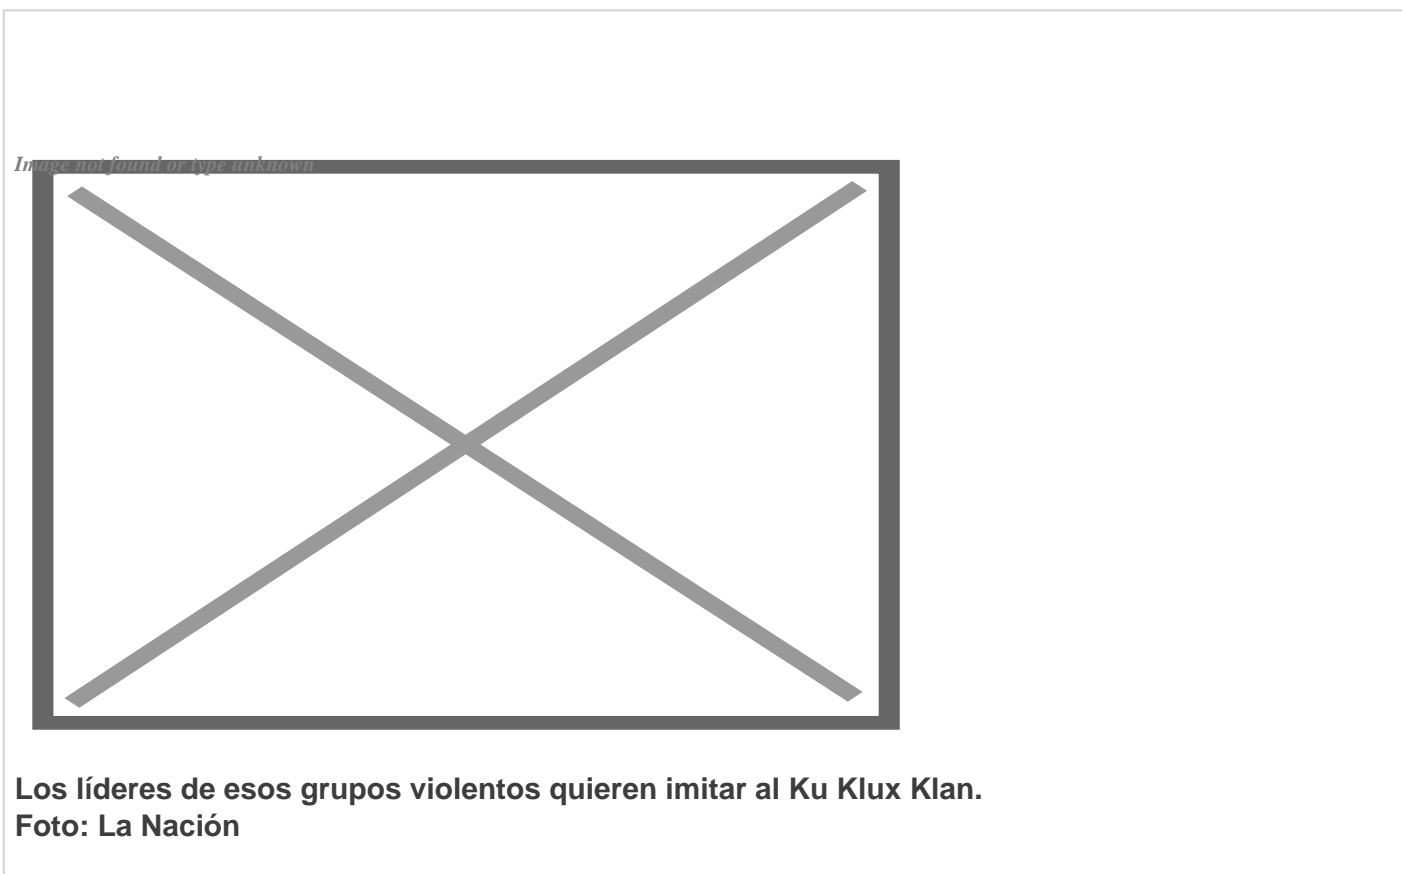 Image not found or type unknown
Los líderes de esos grupos violentos quieren imitar al Ku Klux Klan.
Foto: La Nación